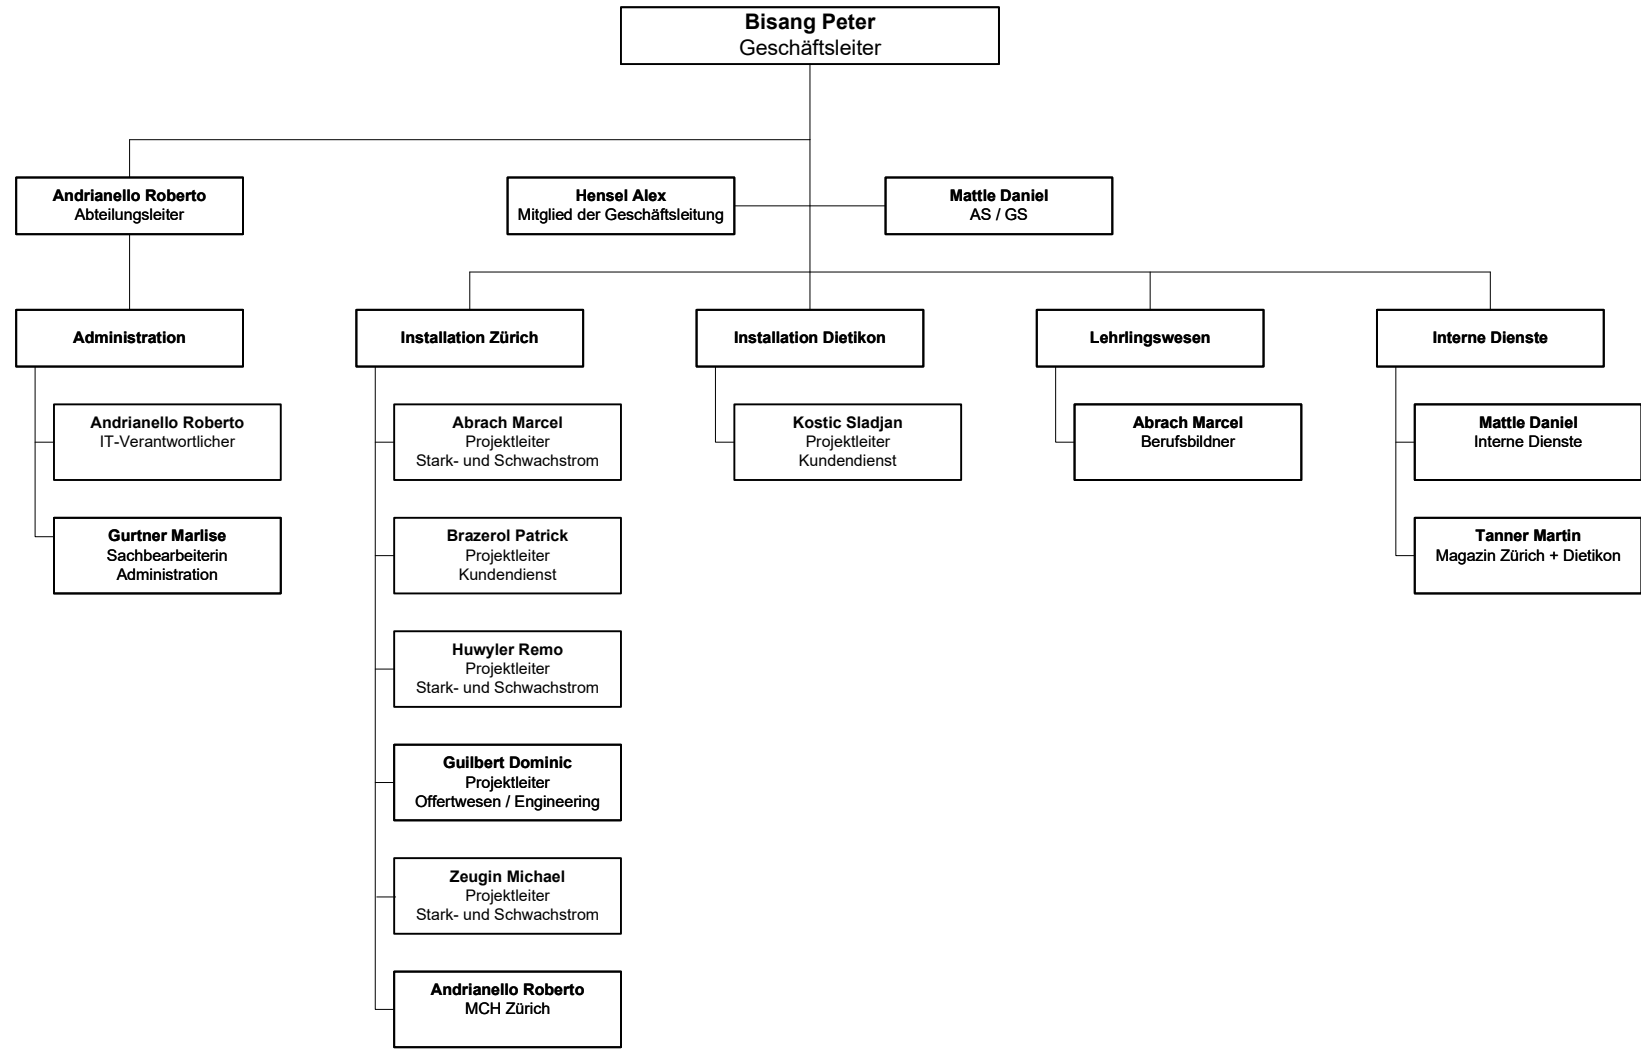 Bisang Peter
Geschäftsleiter
Andrianello Roberto
Abteilungsleiter
Hensel Alex
Mitglied der Geschäftsleitung
Mattle Daniel
AS / GS
Administration
Installation Zürich
Installation Dietikon
Lehrlingswesen
Interne Dienste
Andrianello Roberto
IT-Verantwortlicher
Gurtner Marlise
Sachbearbeiterin
Administration
Abrach Marcel
Projektleiter
Stark- und Schwachstrom
Brazerol Patrick
Projektleiter
Kundendienst
Huwyler Remo
Projektleiter
Stark- und Schwachstrom
Guilbert Dominic
Projektleiter
Offertwesen / Engineering
Zeugin Michael
Projektleiter
Stark- und Schwachstrom
Andrianello Roberto
MCH Zürich
Kostic Sladjan
Projektleiter
Kundendienst
Abrach Marcel
Berufsbildner
Mattle Daniel
Interne Dienste
Tanner Martin
Magazin Zürich + Dietikon